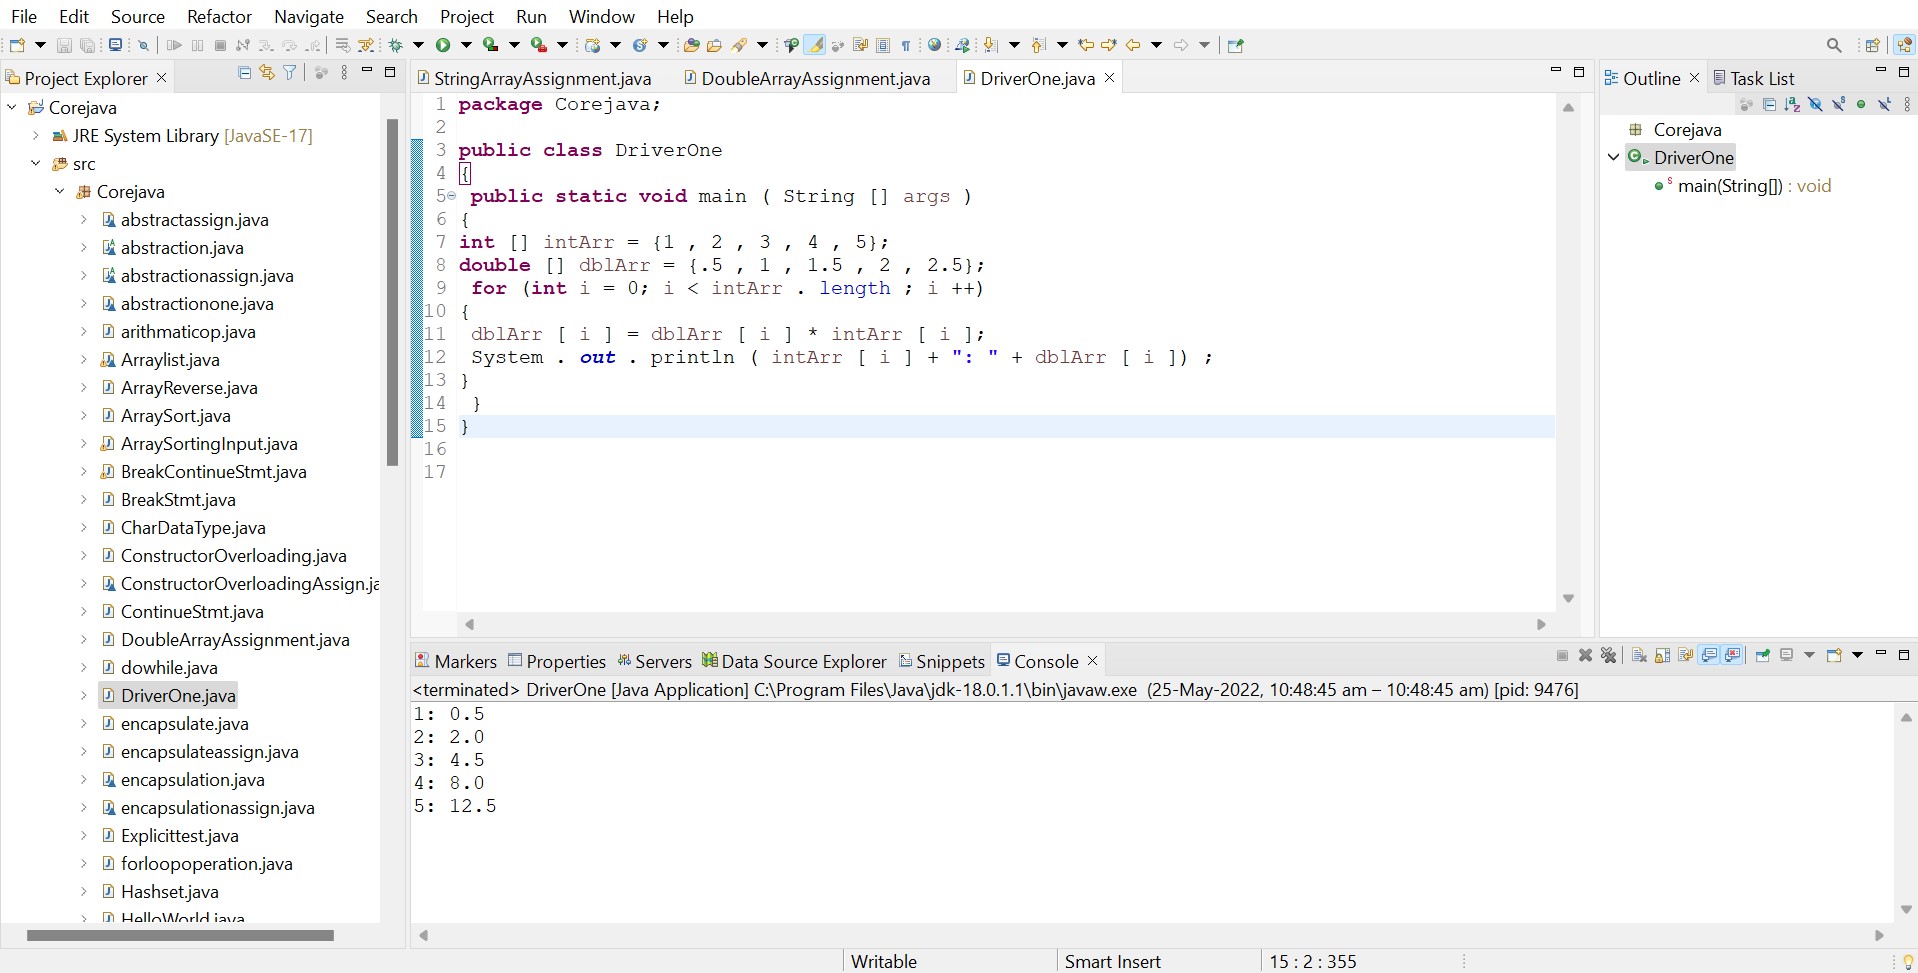 File Edit Source Refactor Navigate Search Project Run Window Help
Project Explorer
Corejava
JRE System Library [JavaSE-17]
src
Corejava
abstractassign.java
abstraction.java
abstractionassign.java
abstractionone.java
arithmaticop.java
Arraylist.java
ArrayReverse.java
ArraySort.java
ArraySortingInput.java
BreakContinueStmt.java
BreakStmt.java
CharDataType.java
ConstructorOverloading.java
ConstructorOverloadingAssign.ja
ContinueStmt.java
DoubleArrayAssignment.java
dowhile.java
DriverOne.java
encapsulate.java
encapsulateassign.java
encapsulation.java
encapsulationassign.java
Explicittest.java
forloopoperation.java
Hashset.java
HelloWorld.java
StringArrayAssignment.java DoubleArrayAssignment.java DriverOne.java
1 package Corejava;
2
3 public class DriverOne
4 {
5 public static void main ( String [] args )
6 {
7 int [] intArr = {1 , 2 , 3 , 4 , 5};
8 double [] dblArr = {.5 , 1 , 1.5 , 2 , 2.5};
9 for (int i = 0; i < intArr . length ; i ++)
10 {
11 dblArr [ i ] = dblArr [ i ] * intArr [ i ];
12 System . out . println ( intArr [ i ] + ": " + dblArr [ i ]) ;
13 }
14 }
15 }
16
17
Outline Task List
Corejava
DriverOne
main(String[]) : void
Markers Properties Servers Data Source Explorer Snippets Console
<terminated> DriverOne [Java Application] C:\Program Files\Java\jdk-18.0.1.1\bin\javaw.exe (25-May-2022, 10:48:45 am – 10:48:45 am) [pid: 9476]
1: 0.5
2: 2.0
3: 4.5
4: 8.0
5: 12.5
Writable Smart Insert 15 : 2 : 355